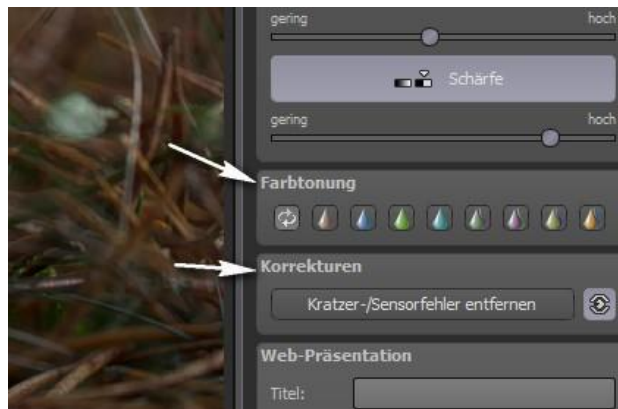 gering hoch
Schärfe
gering hoch
Farbtonung
Korrekturen
Kratzer-/Sensorfehler entfernen
Web-Präsentation
Titel: